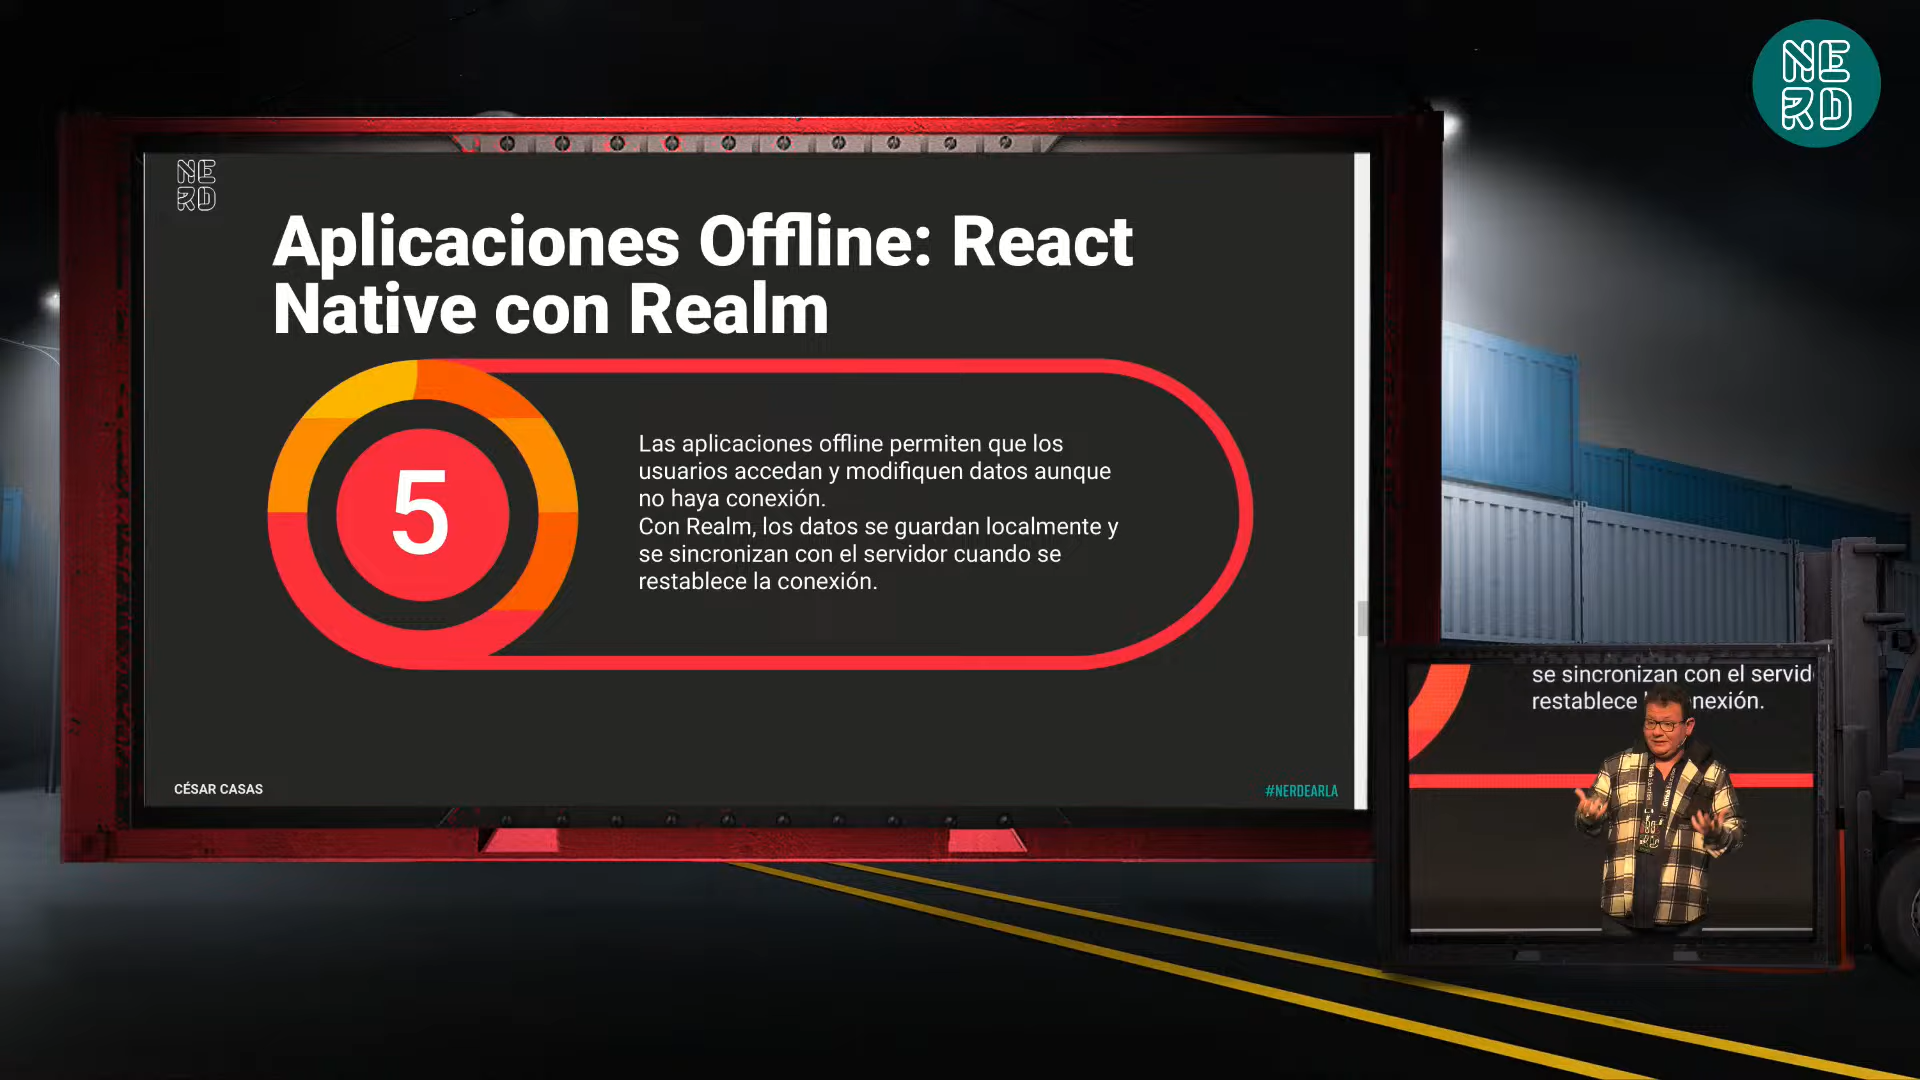 NE
RD
NE
RD
Aplicaciones Offline: React
Native con Realm
5
Las aplicaciones offline permiten que los
usuarios accedan y modifiquen datos aunque
no haya conexión.
Con Realm, los datos se guardan localmente y
se sincronizan con el servidor cuando se
restablece la conexión.
CÉSAR CASAS
#NERDEARLA
se sincronizan con el servid
restablece nexión.